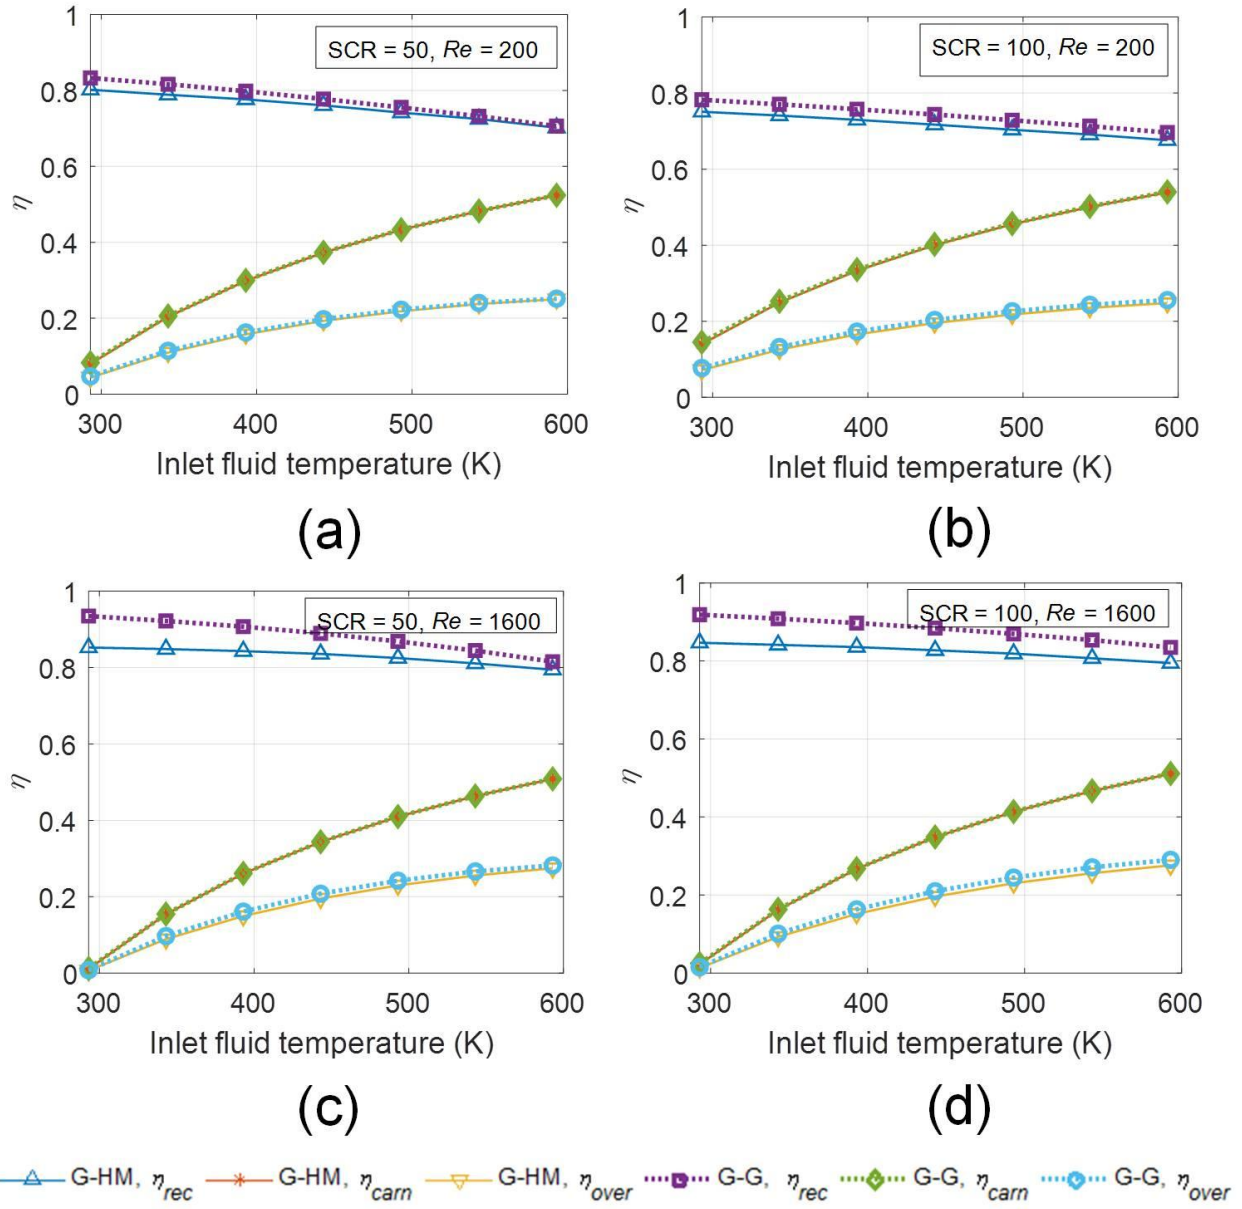 SCR = 50, Re = 200
1
0.8
0.6
0.4
0.2
0
η
300 400 500 600
Inlet fluid temperature (K)
(a)
SCR = 100, Re = 200
1
0.8
0.6
0.4
0.2
0
η
300 400 500 600
Inlet fluid temperature (K)
(b)
SCR = 50, Re = 1600
1
0.8
0.6
0.4
0.2
0
η
300 400 500 600
Inlet fluid temperature (K)
(c)
SCR = 100, Re = 1600
1
0.8
0.6
0.4
0.2
0
η
300 400 500 600
Inlet fluid temperature (K)
(d)
G-HM, ηrec G-HM, ηcarn G-HM, ηover G-G, ηrec G-G, ηcarn G-G, ηover